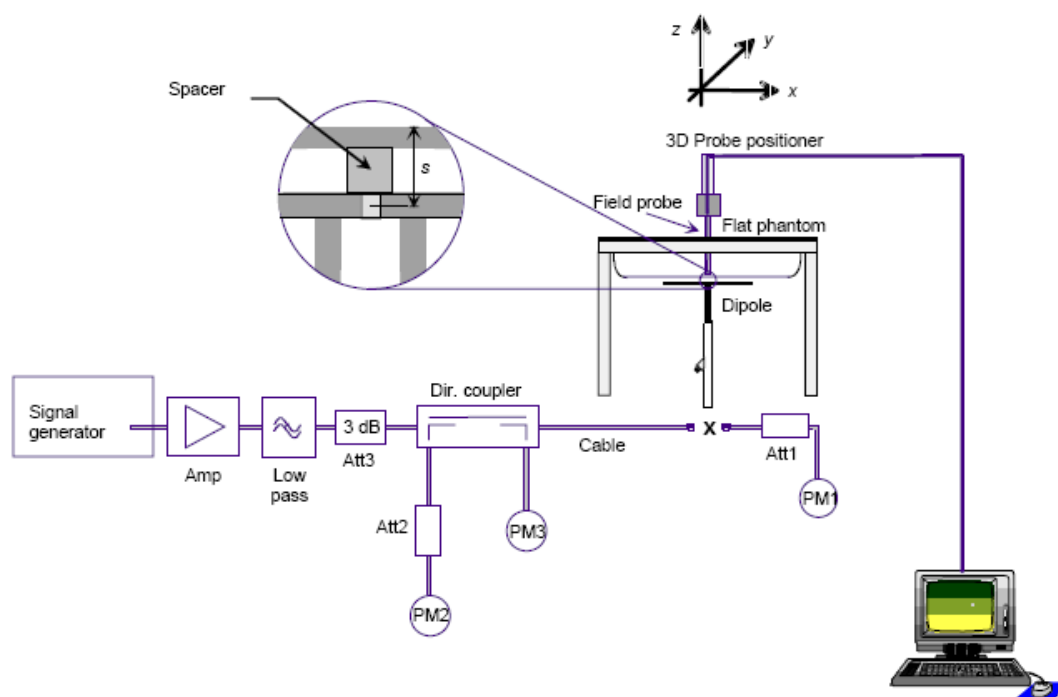 z
y
x
Spacer
s
3D Probe positioner
Field probe
Flat phantom
Dipole
Signal
generator
Amp
Low
pass
3 dB
Att3
Dir. coupler
Cable
X
Att1
PM1
Att2
PM3
PM2